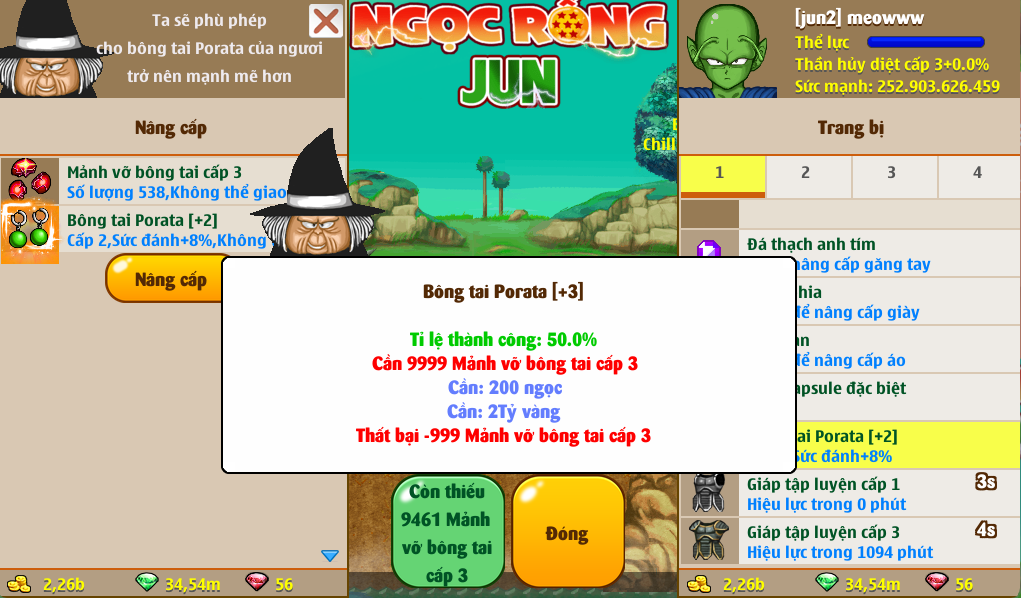 Ta sẽ phù phép
cho bông tai Porata của ngươi
trở nên mạnh mẽ hơn
Nâng cấp
Mảnh vỡ bông tai cấp 3
Số lượng 538,Không thể giao
Bông tai Porata [+2]
Cấp 2,Sức đánh+8%,Không
Nâng cấp
NGỌC RỒNG
JUN
Chill
[jun2] meowww
Thể lực
Thần hủy diệt cấp 3+0.0%
Sức mạnh: 252.903.626.459
Trang bị
1
2
3
4
Đá thạch anh tím
nâng cấp găng tay
hia
để nâng cấp giày
để nâng cấp áo
apsule đặc biệt
tai Porata [+2]
Sức đánh+8%
Giáp tập luyện cấp 1
3s
Hiệu lực trong 0 phút
Giáp tập luyện cấp 3
4s
Hiệu lực trong 1094 phút
Bông tai Porata [+3]
Tỉ lệ thành công: 50.0%
Cần 9999 Mảnh vỡ bông tai cấp 3
Cần: 200 ngọc
Cần: 2Tỷ vàng
Thất bại -999 Mảnh vỡ bông tai cấp 3
Còn thiếu
9461 Mảnh
vỡ bông tai
cấp 3
Đóng
2,26b
34,54m
56
2,26b
34,54m
56